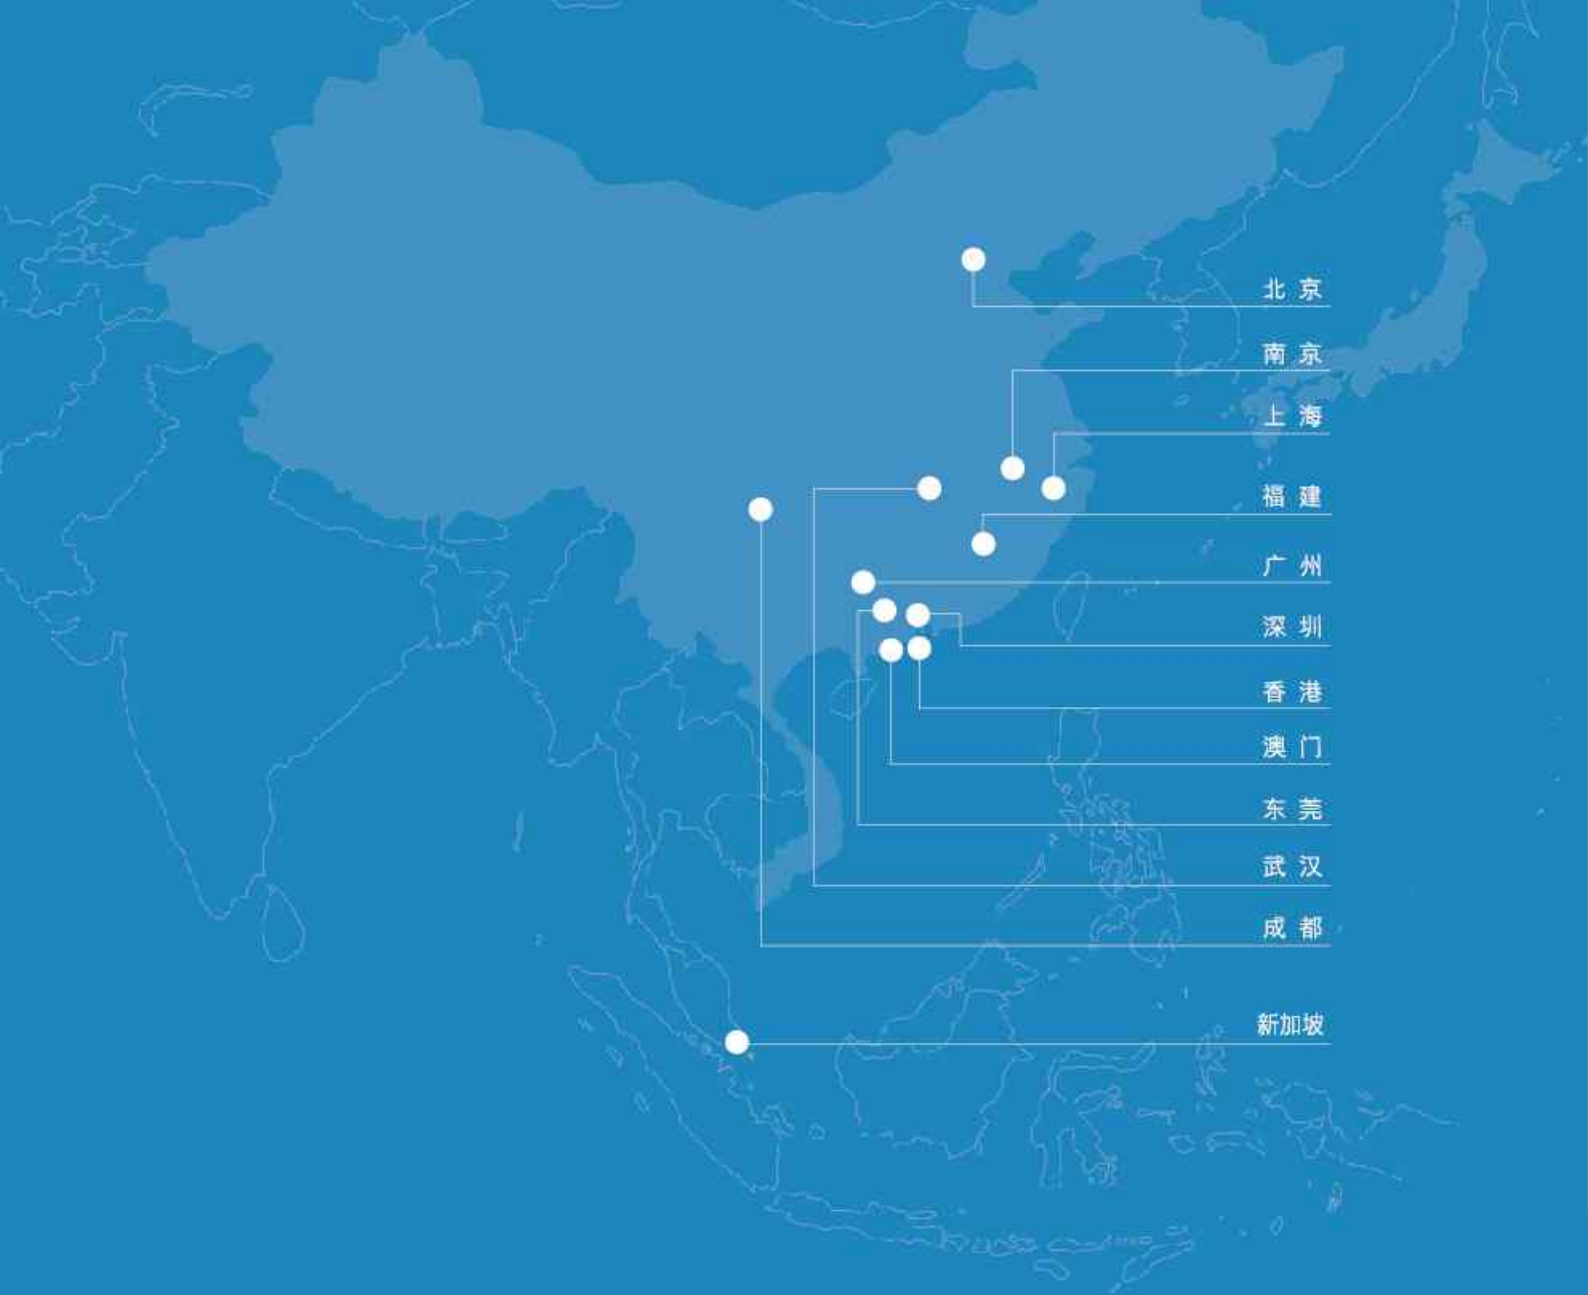 北京
南京
上海
福建
广州
深圳
香港
澳门
东莞
武汉
成都
新加坡